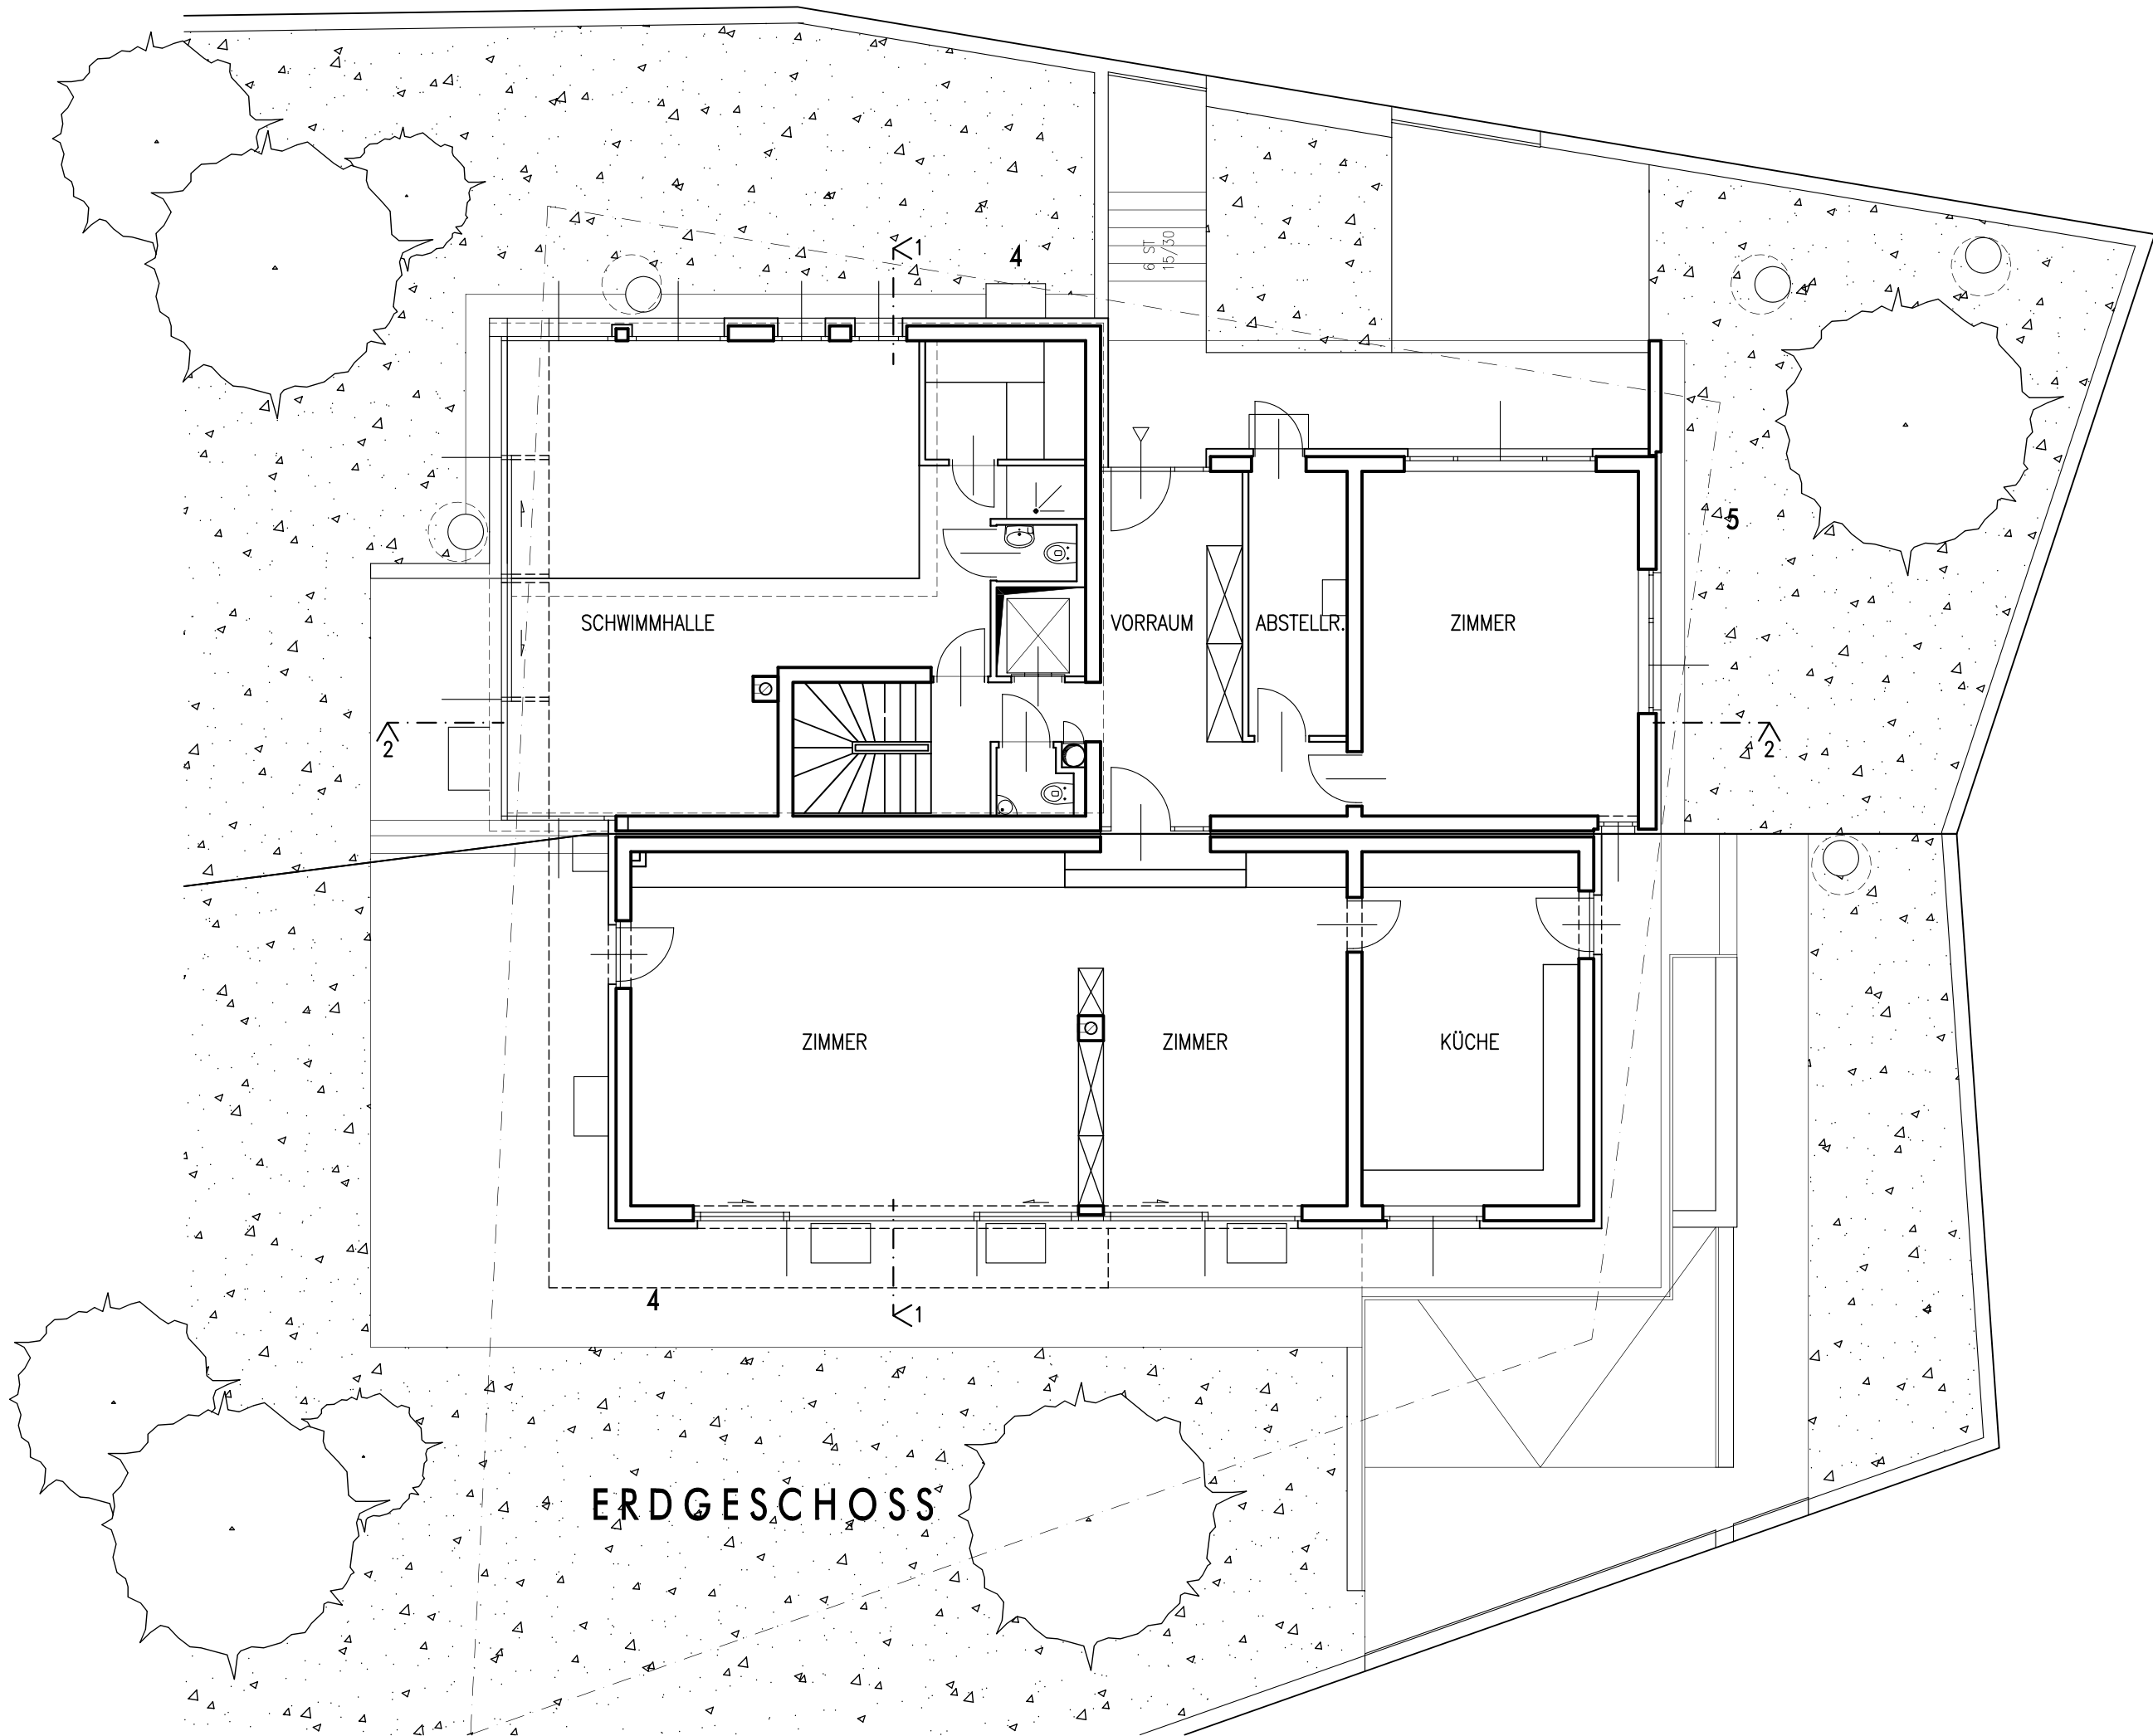 1
4
6 ST
15/30
5
SCHWIMMHALLE
VORRAUM
ABSTELLR.
ZIMMER
2
2
ZIMMER
ZIMMER
KÜCHE
4
1
ERDGESCHOSS